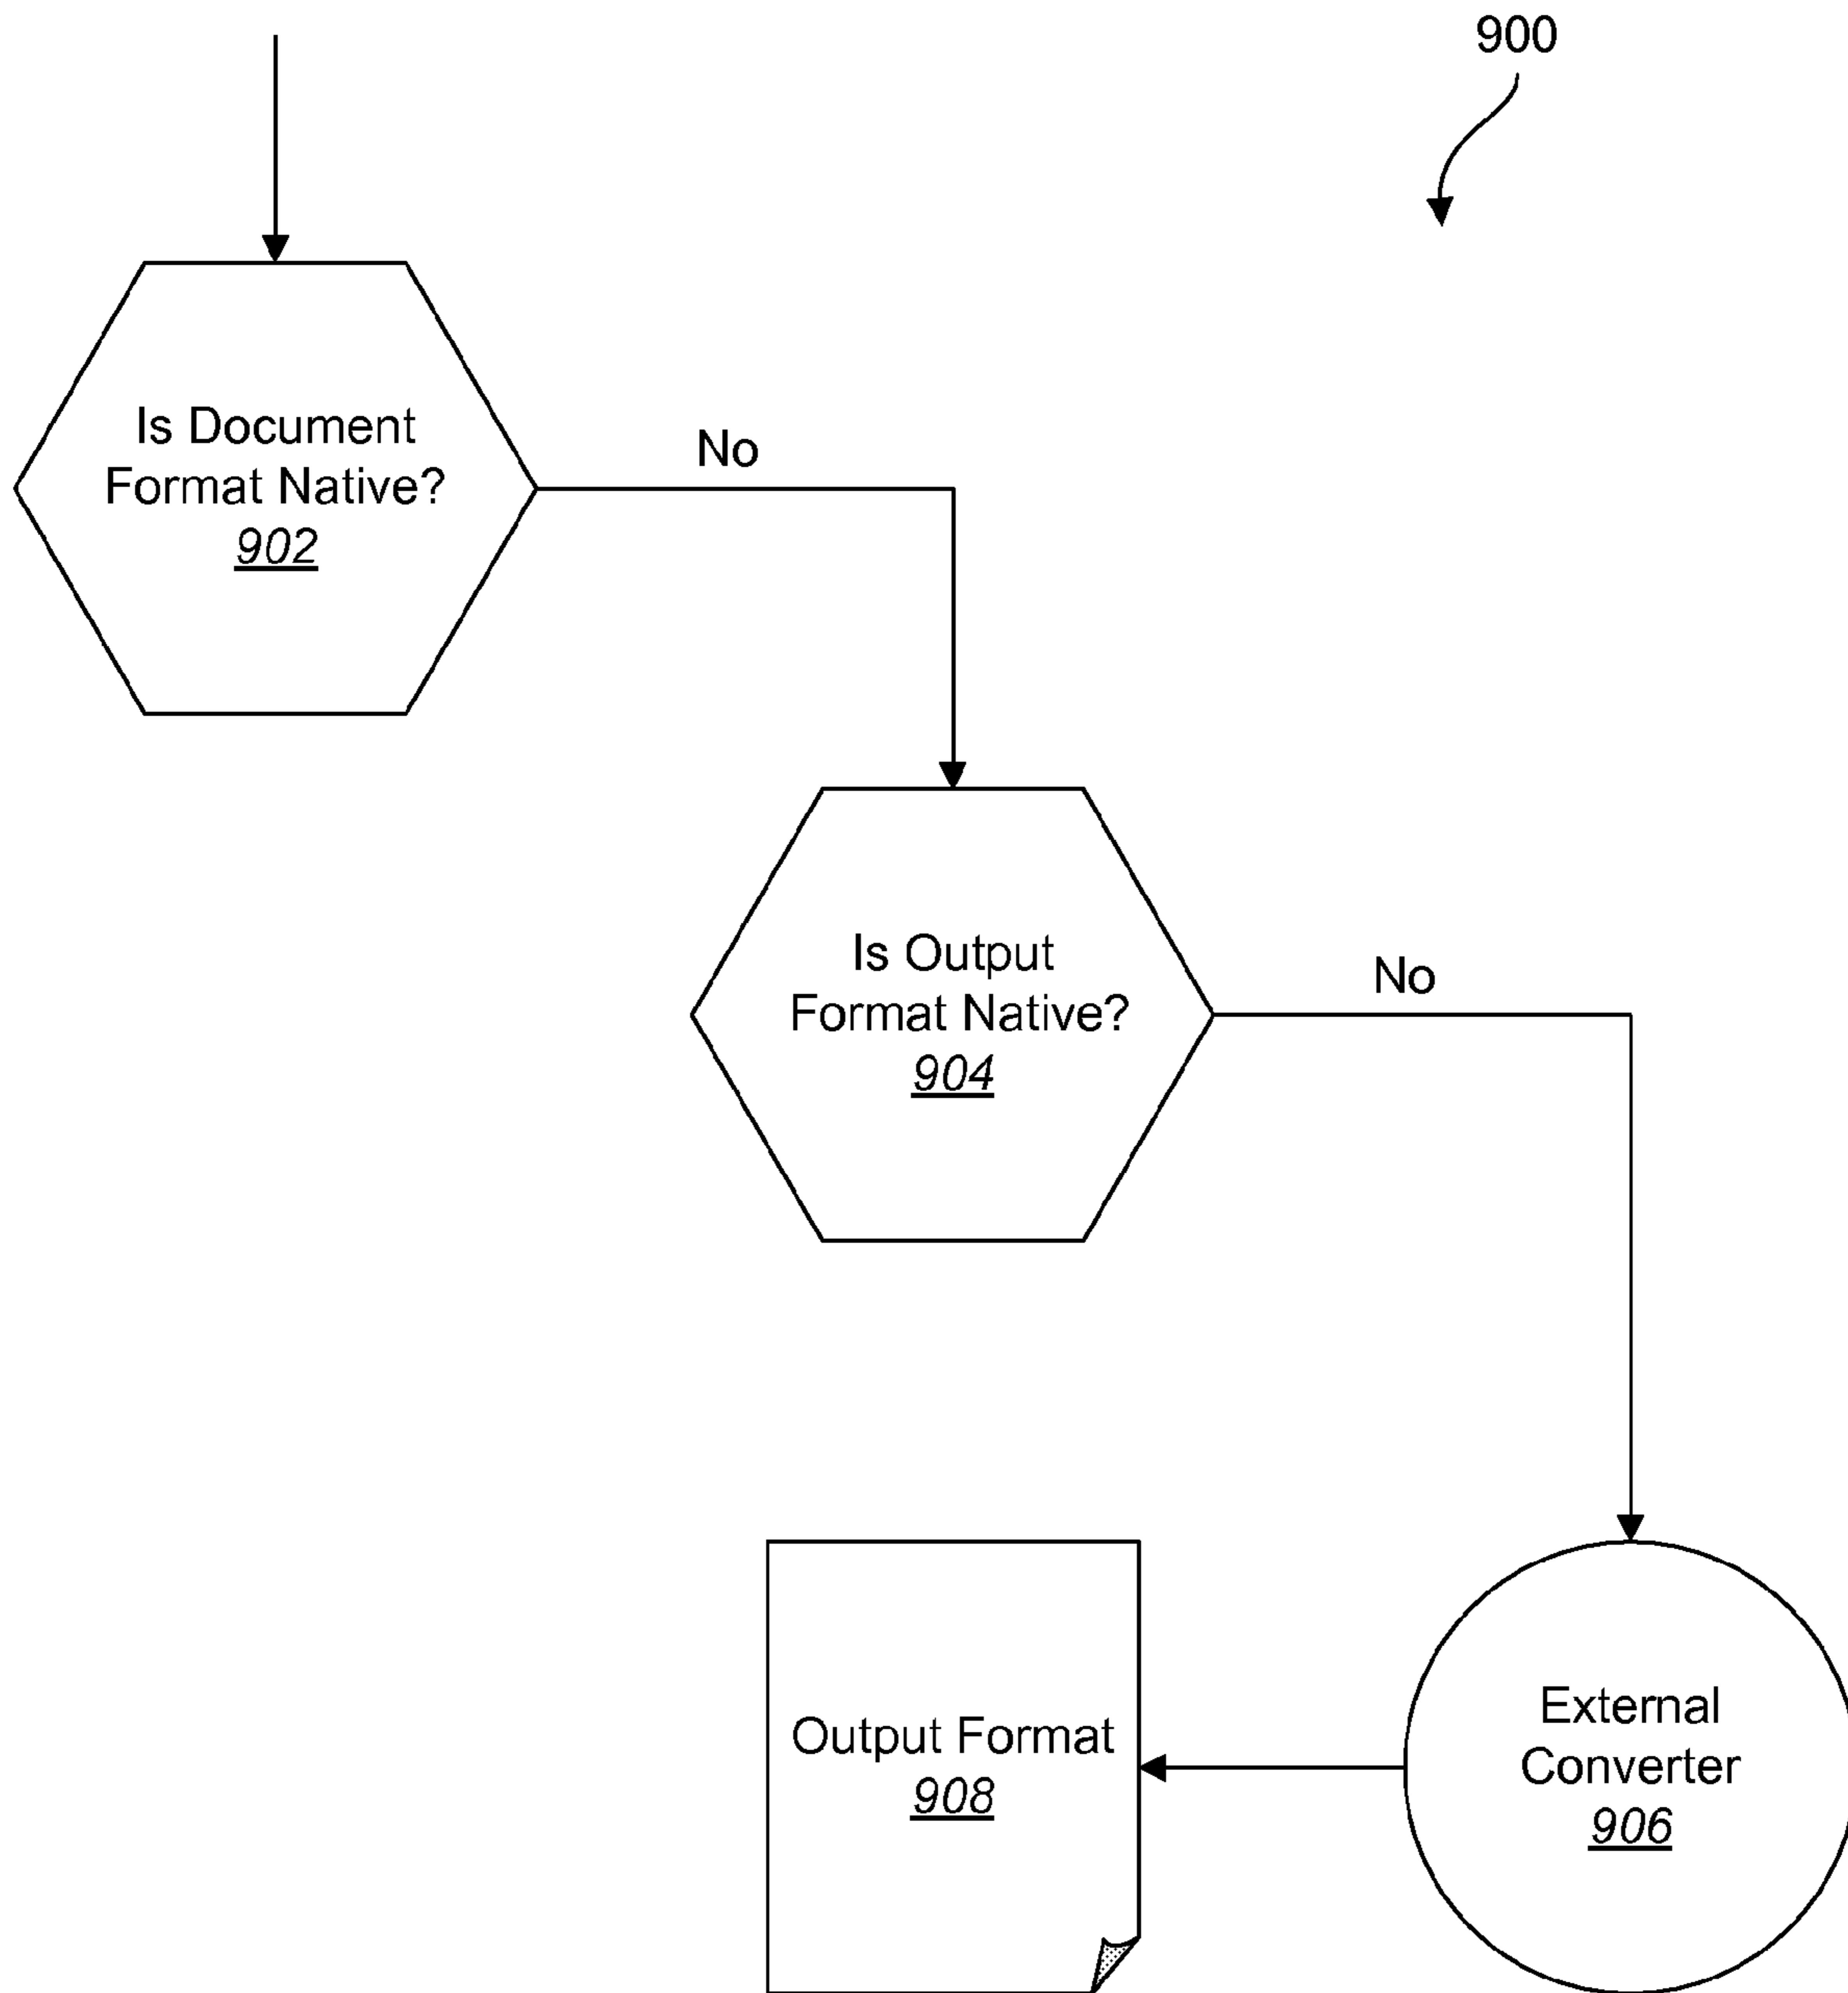 900
Is Document
Format Native?
902
No
Is Output
Format Native?
904
No
Output Format
908
External
Converter
906